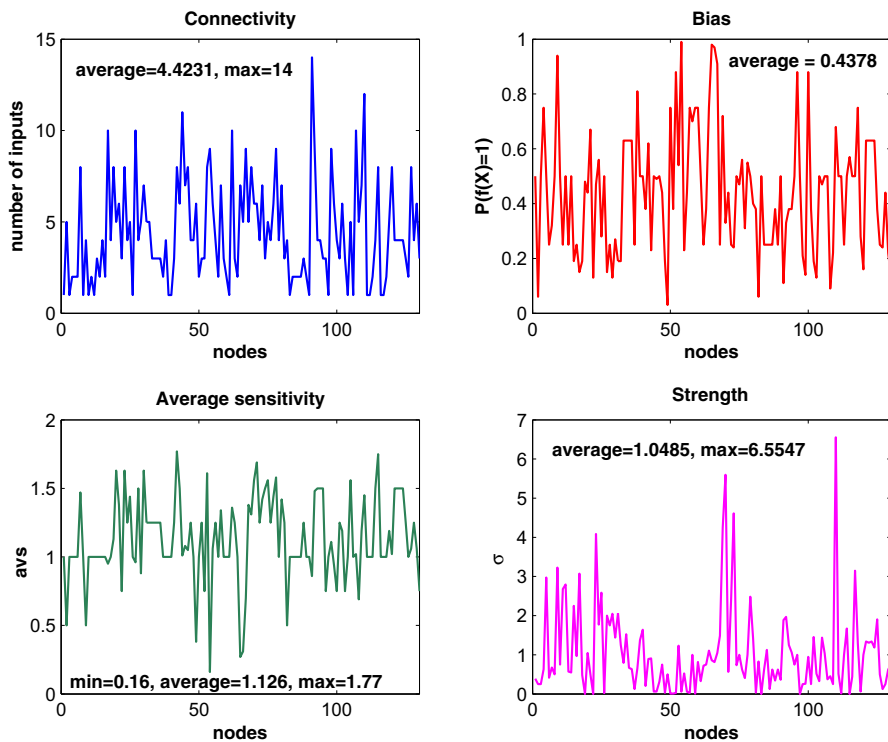 Connectivity
average=4.4231, max=14
number of inputs
15
10
5
0
0
50
100
nodes
Bias
average = 0.4378
P(f(X)=1)
1
0.8
0.6
0.4
0.2
0
0
50
100
nodes
Average sensitivity
avs
2
1.5
1
0.5
0
min=0.16, average=1.126, max=1.77
0
50
100
nodes
Strength
average=1.0485, max=6.5547
σ
7
6
5
4
3
2
1
0
0
50
100
nodes